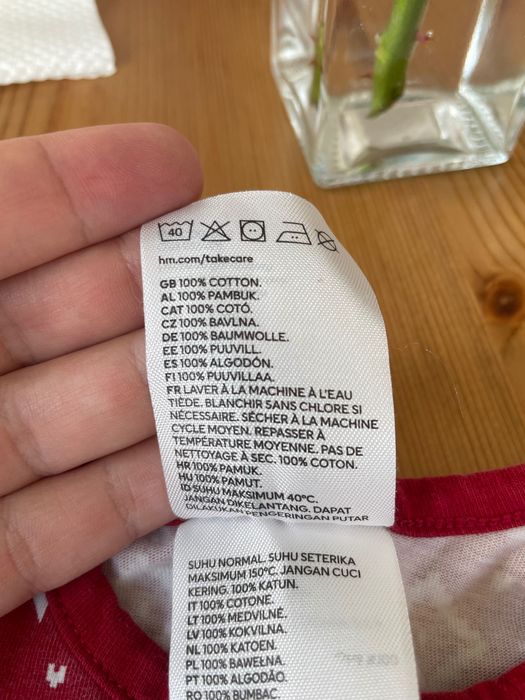 40
hm.com/takecare
GB 100% COTTON.
AL 100% PAMBUK.
CAT 100% COTÓ.
CZ 100% BAVLNA.
DE 100% BAUMWOLLE.
EE 100% PUUVILL.
ES 100% ALGODÓN.
FI 100% PUUVILLAA.
FR LAVER À LA MACHINE À L'EAU
TIÈDE. BLANCHIR SANS CHLORE SI
NÉCESSAIRE. SÉCHER À LA MACHINE
CYCLE MOYEN. REPASSER À
TEMPÉRATURE MOYENNE. PAS DE
NETTOYAGE À SEC. 100% COTON.
HR 100% PAMUK.
HU 100% PAMUT.
ID SUHU MAKSIMUM 40°C.
JANGAN DIKELANTANG. DAPAT
DILAKUKAN PENGERINGAN PUTAR
SUHU NORMAL. SUHU SETERIKA
MAKSIMUM 150°C. JANGAN CUCI
KERING. 100% KATUN.
IT 100% COTONE.
LT 100% MEDVILNĖ.
LV 100% KOKVILNA.
NL 100% KATOEN.
PL 100% BAWEŁNA.
PT 100% ALGODÃO.
RO 100% BUMBAC.